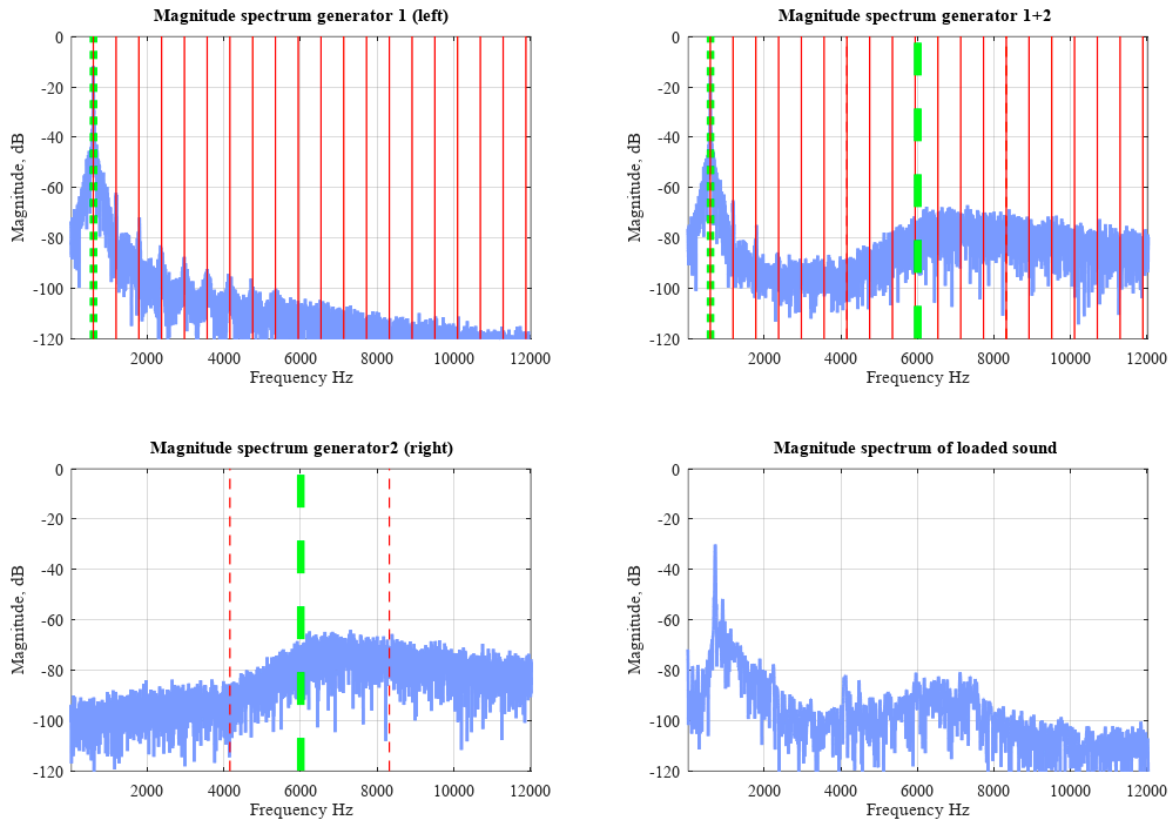 Magnitude spectrum generator 1 (left)
Magnitude, dB
0
-20
-40
-60
-80
-100
-120
2000 4000 6000 8000 10000 12000
Frequency Hz
Magnitude spectrum generator 1+2
Magnitude, dB
0
-20
-40
-60
-80
-100
-120
2000 4000 6000 8000 10000 12000
Frequency Hz
Magnitude spectrum generator2 (right)
Magnitude, dB
0
-20
-40
-60
-80
-100
-120
2000 4000 6000 8000 10000 12000
Frequency Hz
Magnitude spectrum of loaded sound
Magnitude, dB
0
-20
-40
-60
-80
-100
-120
2000 4000 6000 8000 10000 12000
Frequency Hz